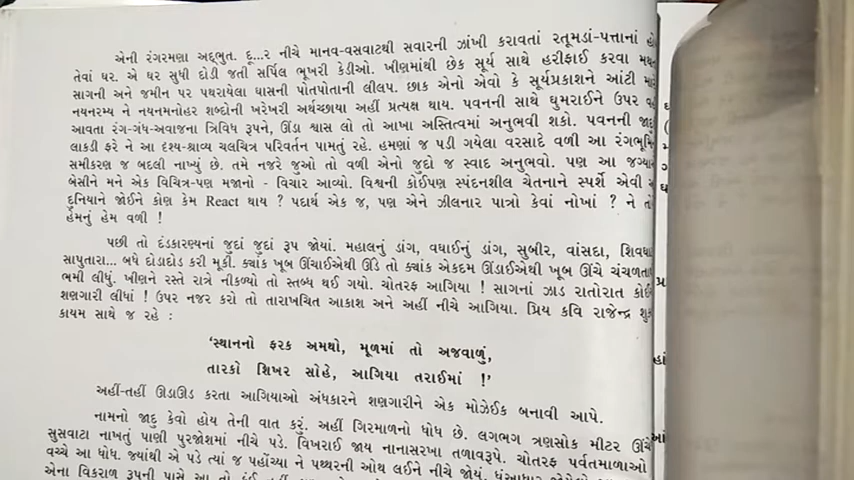 એની રંગરમણા અદ્ભુત. દૂ...ર નીચે માનવ-વસવાટથી સવારની ઝાંખી કરાવતાં રતૂમડાં-પત્તાનાં
તેવાં ઘર. એ ઘર સુધી દોડી જતી સર્પિલ ભૂખરી કેડીઓ. ખીણમાંથી છેક સૂર્ય સાથે હરીફાઈ કરવા
સાગની અને જમીન પર પથરાયેલા ઘાસની પોતપોતાની લીલપ. છાક એનો એવો કે સૂર્યપ્રકાશને આંટી
નયનરમ્ય ને નયનમનોહર શબ્દોની ખરેખરી અર્થચ્છાયા અહીં પ્રત્યક્ષ થાય. પવનની સાથે ઘુમરાઈને ઉપર
આવતા રંગ-ગંધ-અવાજના ત્રિવિધ રૂપને, ઊંડા શ્વાસ લો તો આખા અસ્તિત્વમાં અનુભવી શકો. પવનની
લાકડી ફરે ને આ દૃશ્ય-શ્રાવ્ય ચલચિત્ર પરિવર્તન પામતું રહે. હમણાં જ પડી ગયેલા વરસાદે વળી આ
સમીકરણ જ બદલી નાખ્યું છે. તમે નજરે જુઓ તો વળી એનો જુદો જ સ્વાદ અનુભવો. પણ આ
બેસીને મને એક વિચિત્ર-પણ મજાનો - વિચાર આવ્યો. વિશ્વની કોઈપણ સ્પંદનશીલ ચેતનાને સ્પર્શે એવી
દુનિયાને જોઈને કોણ કેમ React થાય ? પદાર્થ એક જ, પણ એને ઝીલનાર પાત્રો કેવાં નોખાં ? ને તો
હેમનું હેમ વળી !
પછી તો દંડકારણ્યનાં જુદાં જુદાં રૂપ જોયાં. મહાલનું ડાંગ, વઘાઈનું ડાંગ, સુબીર, વાંસદા,
સાપુતારા... બધે દોડાદોડ કરી મૂકી. ક્યાંક ખૂબ ઊંચાઈએથી ઊંડે તો ક્યાંક એકદમ ઊંડાઈએથી ખૂબ ઊંચે
ભમી લીધું. ખીણને રસ્તે રાત્રે નીકળ્યો તો સ્તબ્ધ થઈ ગયો. ચોતરફ આગિયા ! સાગનાં ઝાડ રાતોરાત
શણગારી લીધાં ! ઉપર નજર કરો તો તારાખચિત આકાશ અને અહીં નીચે આગિયા. પ્રિય કવિ રાજેન્દ્ર
કાયમ સાથે જ રહે :
‘સ્થાનનો ફરક અમથો, મૂળમાં તો અજવાળું,
તારકો શિખર સોહે, આગિયા તરાઈમાં !’
અહીં-તહીં ઊડાઊડ કરતા આગિયાઓ અંધકારને શણગારીને એક મોઝેઈક બનાવી આપે.
નામનો જાદુ કેવો હોય તેની વાત કરું. અહીં ગિરમાળનો ધોધ છે. લગભગ ત્રણસોક મીટર ઊંચે
સુસવાટા નાખતું પાણી પુરજોશમાં નીચે પડે. વિખરાઈ જાય નાનાસરખા તળાવરૂપે. ચોતરફ પર્વતમાળાઓ
વચ્ચે આ ધોધ. જ્યાંથી એ પડે ત્યાં જ પહોંચ્યા ને પથ્થરની ઓથ લઈને નીચે જોયું.
એના વિકરાળ રૂપની પાસે આ તો